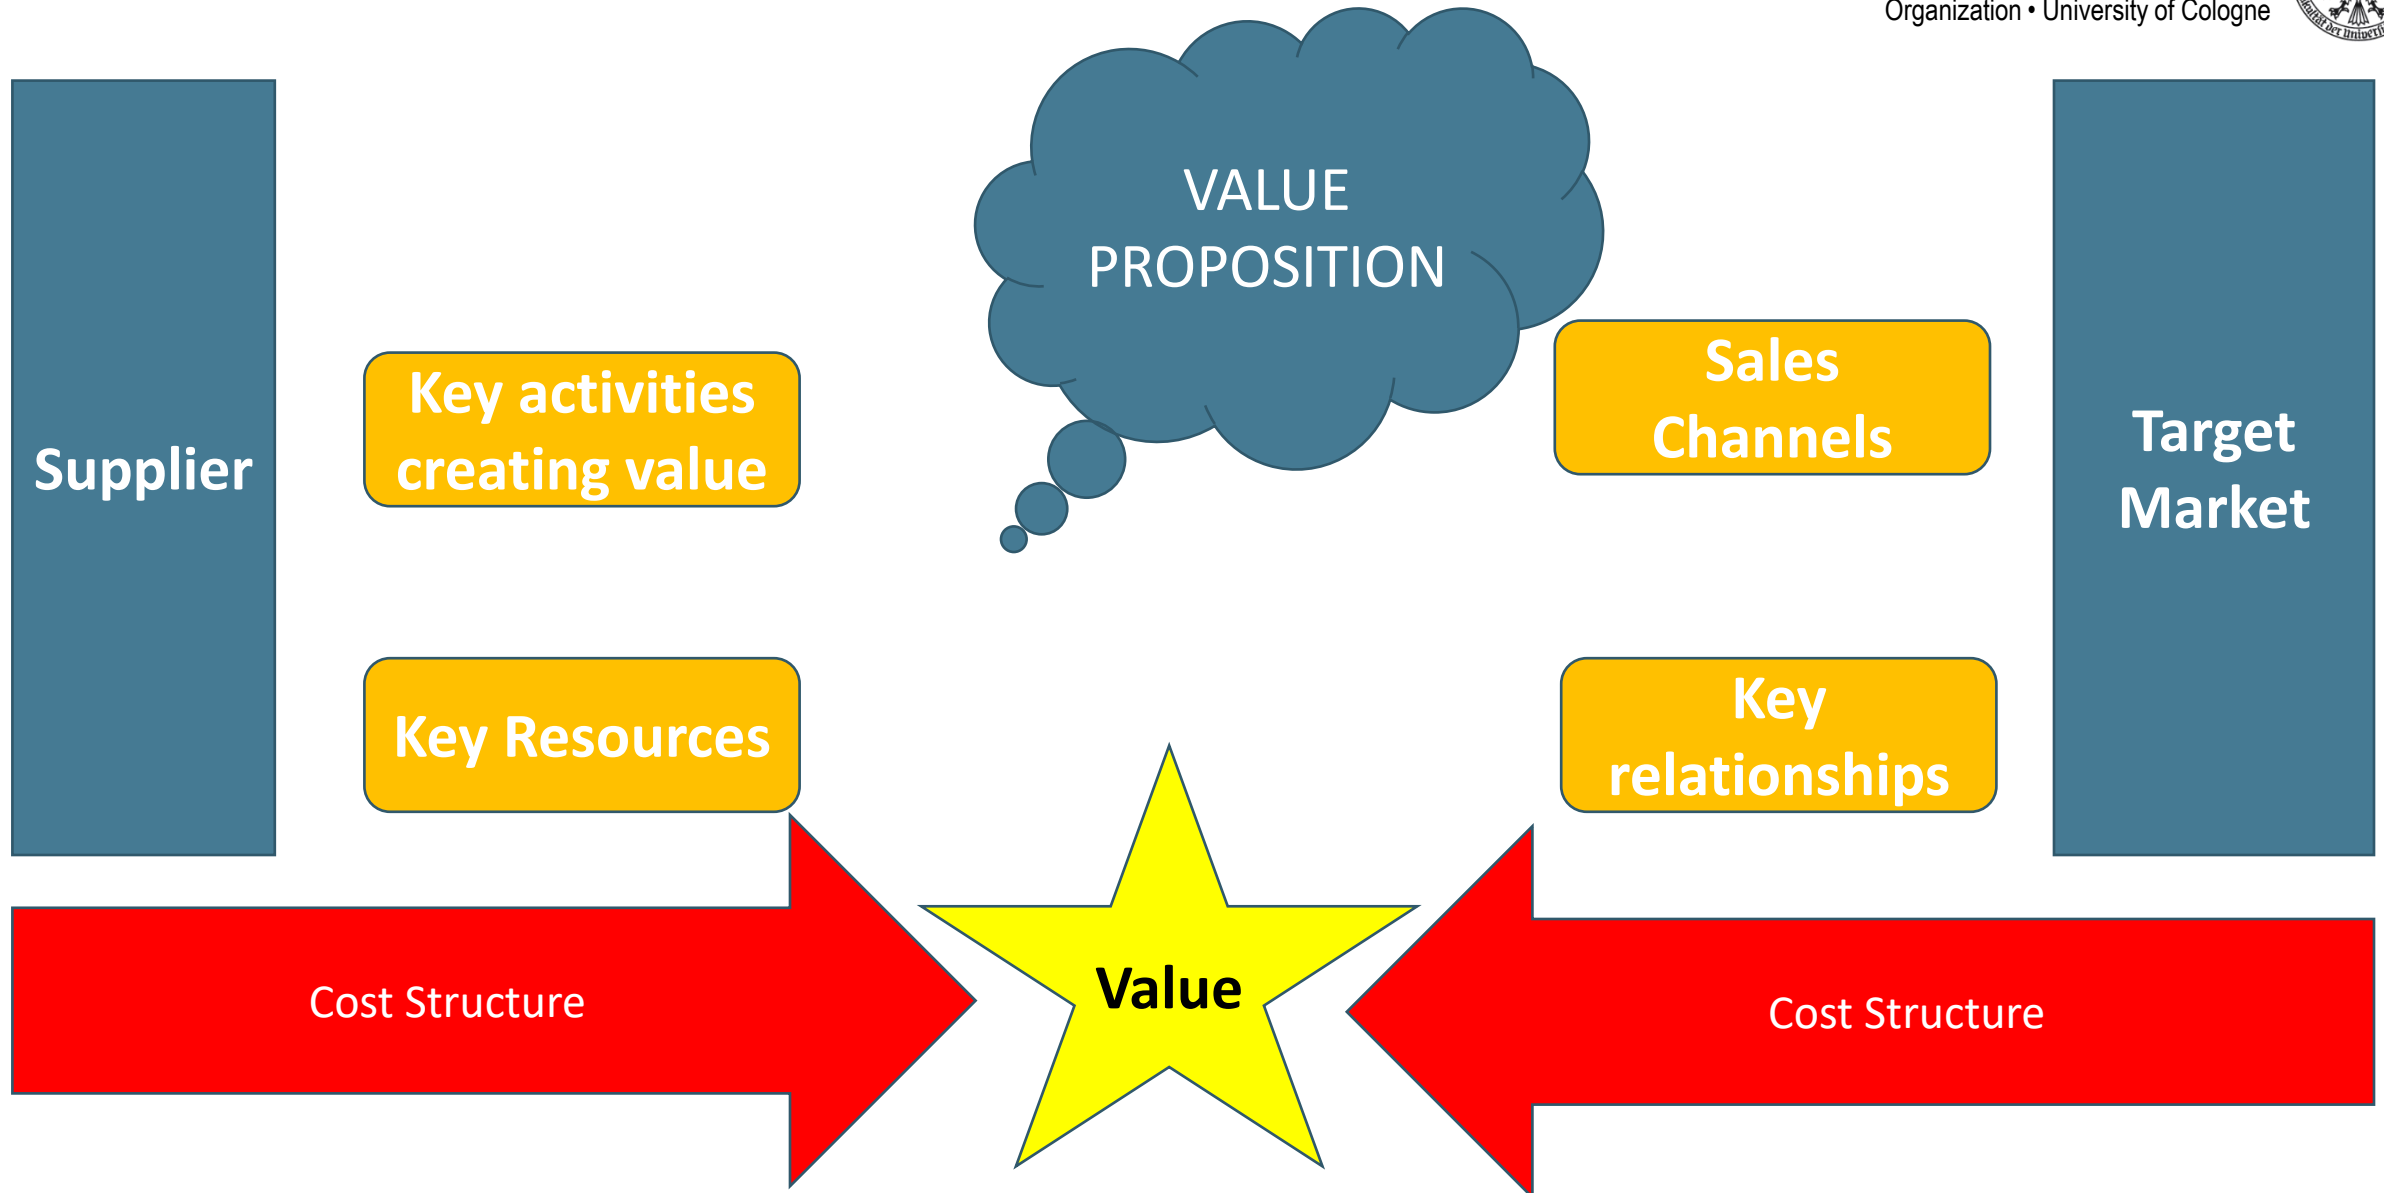 Organization • University of Cologne
VALUE
PROPOSITION
Supplier
Key activities
creating value
Sales
Channels
Target
Market
Key Resources
Key
relationships
Cost Structure
Value
Cost Structure